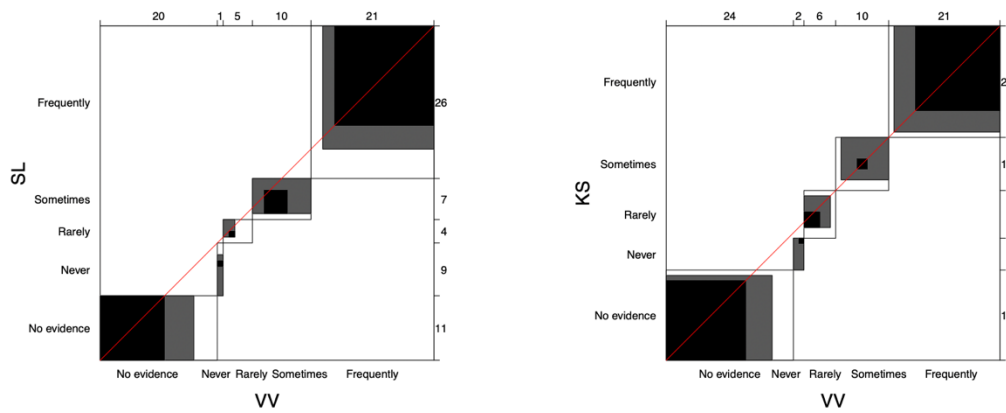 20 1 5 10 21
Frequently 26
Sometimes 7
Rarely 4
Never 9
No evidence 11
SL
No evidence Never Rarely Sometimes Frequently
VV
24 2 6 10 21
Frequently
Sometimes
Rarely
Never
No evidence
KS
No evidence Never Rarely Sometimes Frequently
VV